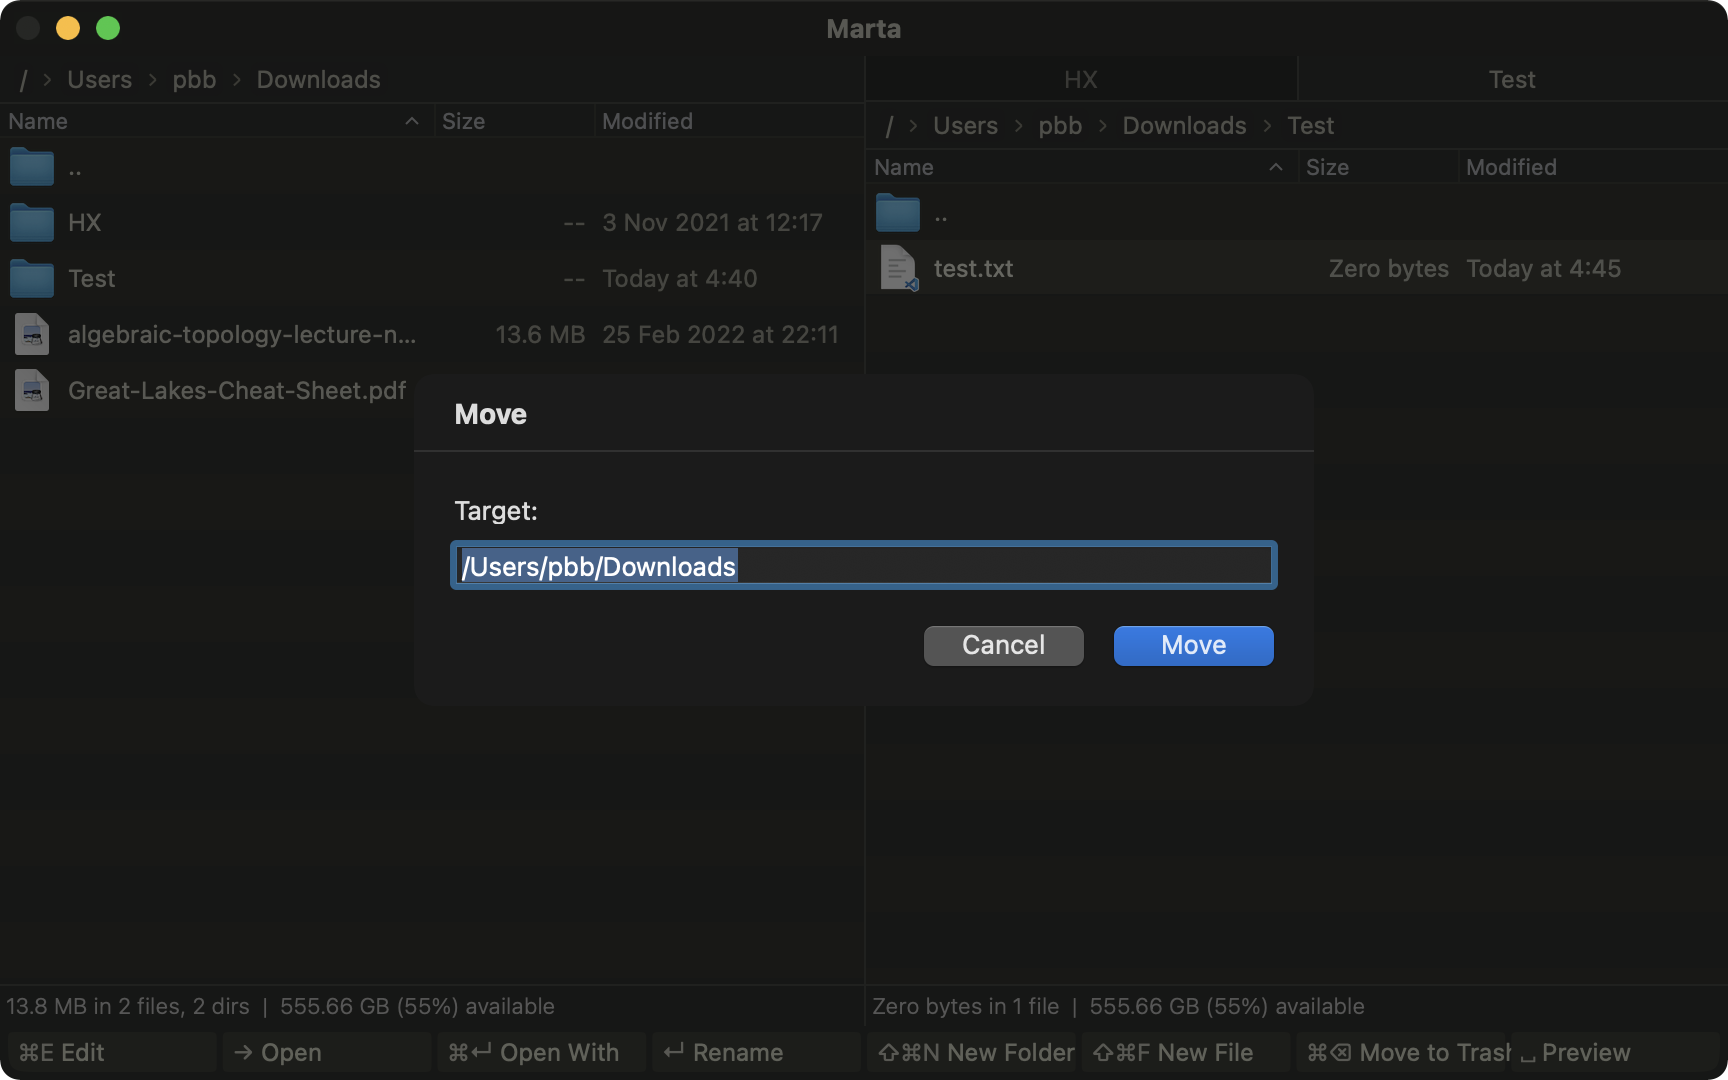 Marta
/ > Users > pbb > Downloads
Name Size Modified
..
HX -- 3 Nov 2021 at 12:17
Test -- Today at 4:40
algebraic-topology-lecture-n... 13.6 MB 25 Feb 2022 at 22:11
Great-Lakes-Cheat-Sheet.pdf
HX Test
/ > Users > pbb > Downloads > Test
Name Size Modified
..
test.txt Zero bytes Today at 4:45
Move
Target:
/Users/pbb/Downloads
Cancel Move
13.8 MB in 2 files, 2 dirs | 555.66 GB (55%) available
Zero bytes in 1 file | 555.66 GB (55%) available
⌘E Edit → Open ⌘↩ Open With ↩ Rename ⇧⌘N New Folder ⇧⌘F New File ⌘⌫ Move to Trash ⎵ Preview